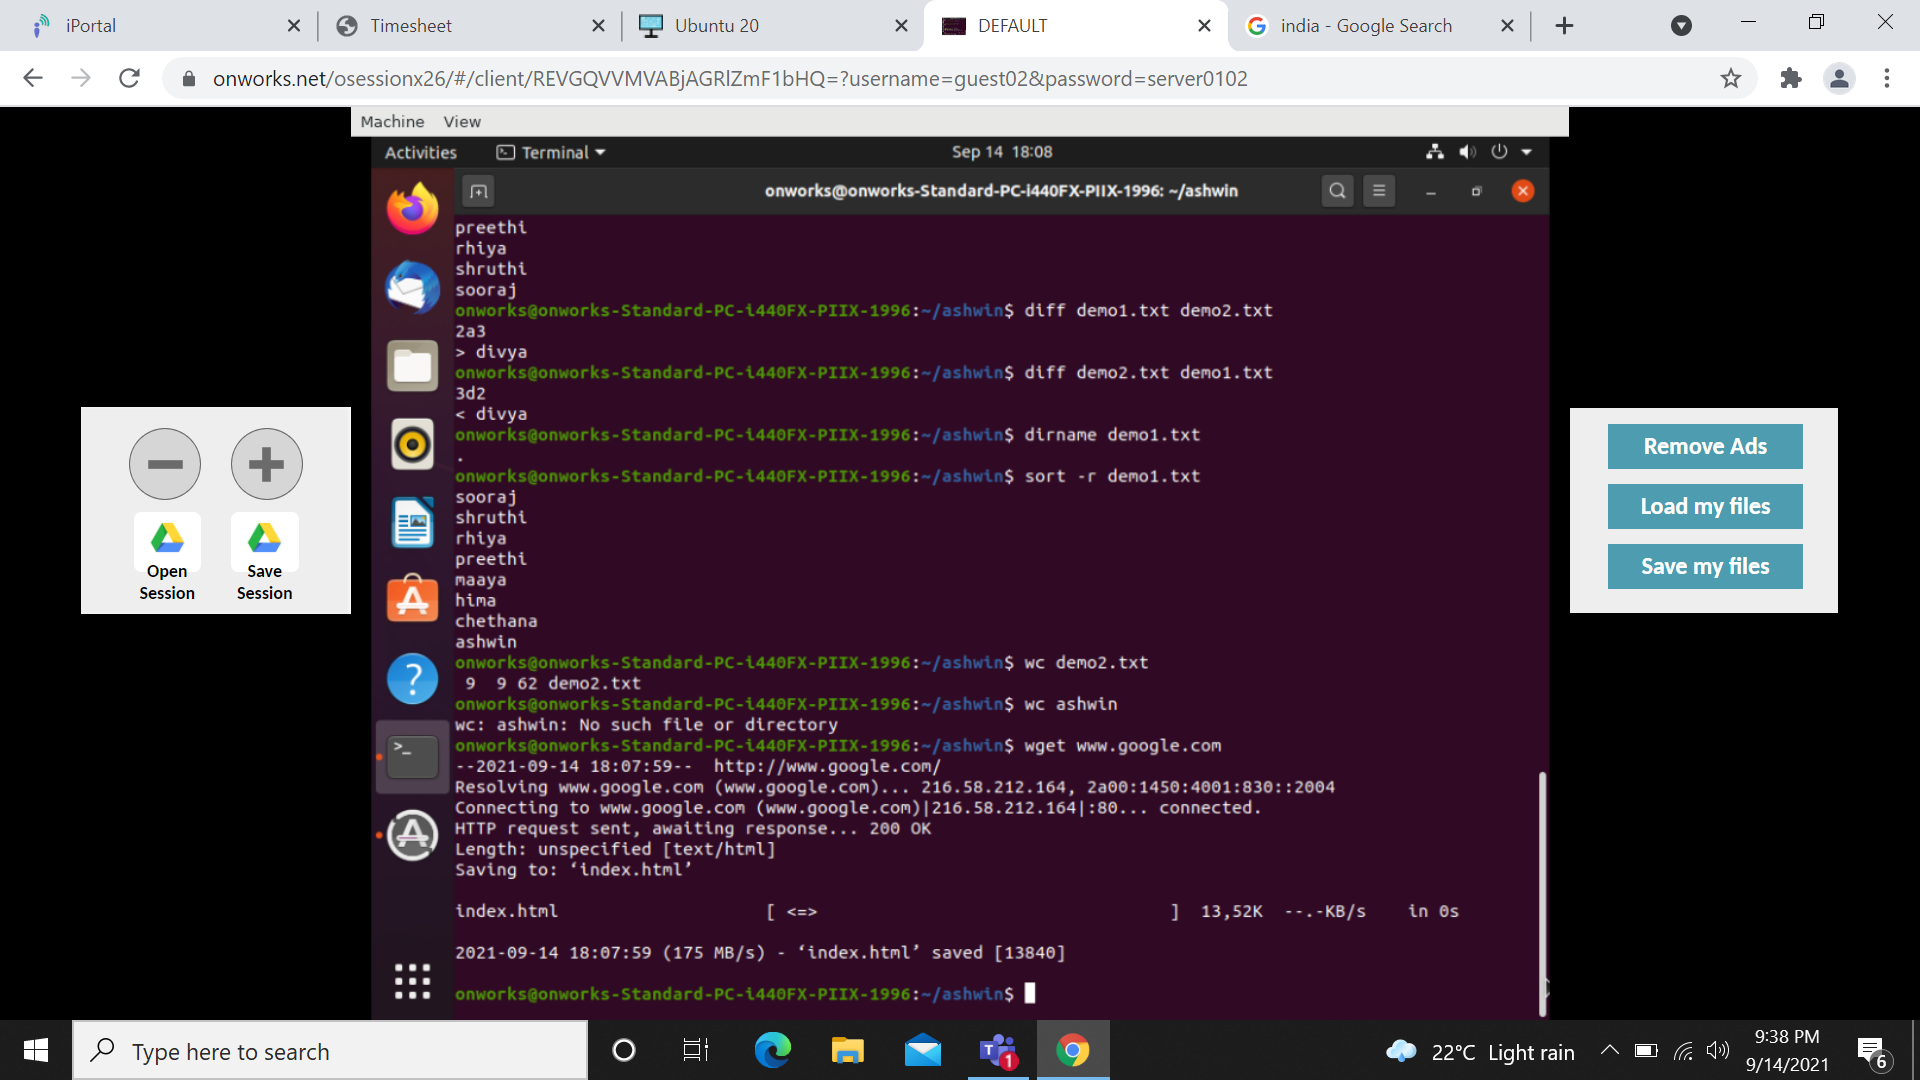 iPortal
Timesheet
Ubuntu 20
DEFAULT
india - Google Search
onworks.net/osessionx26/#/client/REVGQVVMVABjAGRlZmF1bHQ=?username=guest02&password=server0102
Machine View
Activities Terminal Sep 14 18:08
onworks@onworks-Standard-PC-i440FX-PIIX-1996: ~/ashwin
preethi
rhiya
shruthi
sooraj
onworks@onworks-Standard-PC-i440FX-PIIX-1996:~/ashwin$ diff demo1.txt demo2.txt
2a3
> divya
onworks@onworks-Standard-PC-i440FX-PIIX-1996:~/ashwin$ diff demo2.txt demo1.txt
3d2
< divya
onworks@onworks-Standard-PC-i440FX-PIIX-1996:~/ashwin$ dirname demo1.txt
.
onworks@onworks-Standard-PC-i440FX-PIIX-1996:~/ashwin$ sort -r demo1.txt
sooraj
shruthi
rhiya
preethi
maaya
hima
chethana
ashwin
onworks@onworks-Standard-PC-i440FX-PIIX-1996:~/ashwin$ wc demo2.txt
9 9 62 demo2.txt
onworks@onworks-Standard-PC-i440FX-PIIX-1996:~/ashwin$ wc ashwin
wc: ashwin: No such file or directory
onworks@onworks-Standard-PC-i440FX-PIIX-1996:~/ashwin$ wget www.google.com
--2021-09-14 18:07:59-- http://www.google.com/
Resolving www.google.com (www.google.com)... 216.58.212.164, 2a00:1450:4001:830::2004
Connecting to www.google.com (www.google.com)|216.58.212.164|:80... connected.
HTTP request sent, awaiting response... 200 OK
Length: unspecified [text/html]
Saving to: ‘index.html’
index.html [ <=> ] 13,52K --.-KB/s in 0s
2021-09-14 18:07:59 (175 MB/s) - ‘index.html’ saved [13840]
onworks@onworks-Standard-PC-i440FX-PIIX-1996:~/ashwin$
Open Session
Save Session
Remove Ads
Load my files
Save my files
Type here to search
1
22°C Light rain
9:38 PM
9/14/2021
6